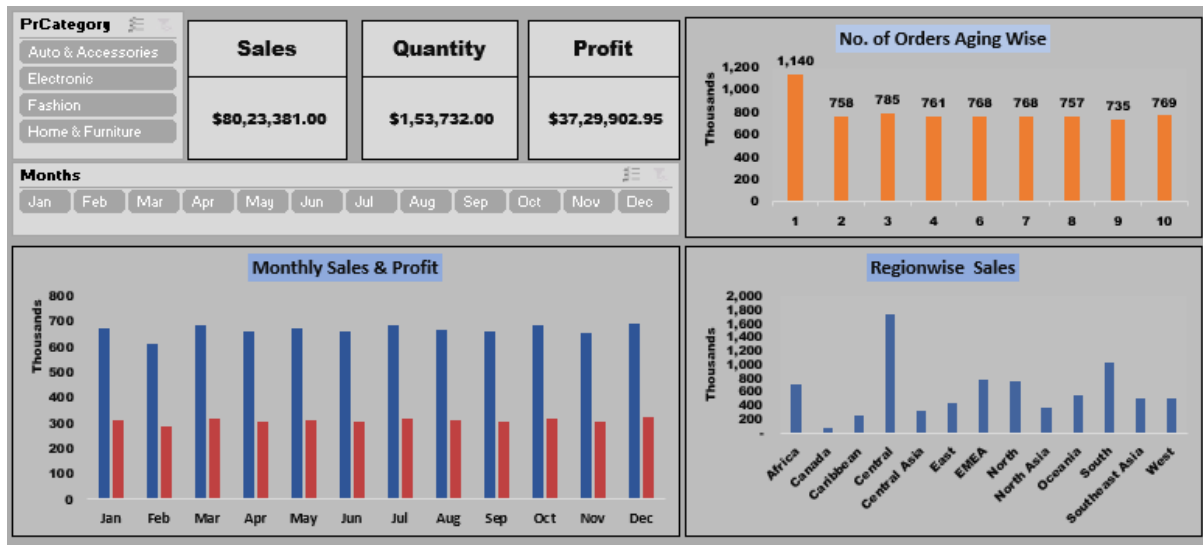 PrCategory
Auto & Accessories
Electronic
Fashion
Home & Furniture
Sales
$80,23,381.00
Quantity
$1,53,732.00
Profit
$37,29,902.95
Months
Jan Feb Mar Apr May Jun Jul Aug Sep Oct Nov Dec
No. of Orders Aging Wise
Thousands
1,200
1,000
800
600
400
200
0
1,140 758 785 761 768 768 757 735 769
1 2 3 4 6 7 8 9 10
Monthly Sales & Profit
Thousands
800
700
600
500
400
300
200
100
0
Jan Feb Mar Apr May Jun Jul Aug Sep Oct Nov Dec
Regionwise Sales
Thousands
2,000
1,800
1,600
1,400
1,200
1,000
800
600
400
200
-
Africa
Canada
Caribbean
Central
Central Asia
East
EMEA
North
North Asia
Oceania
South
Southeast Asia
West